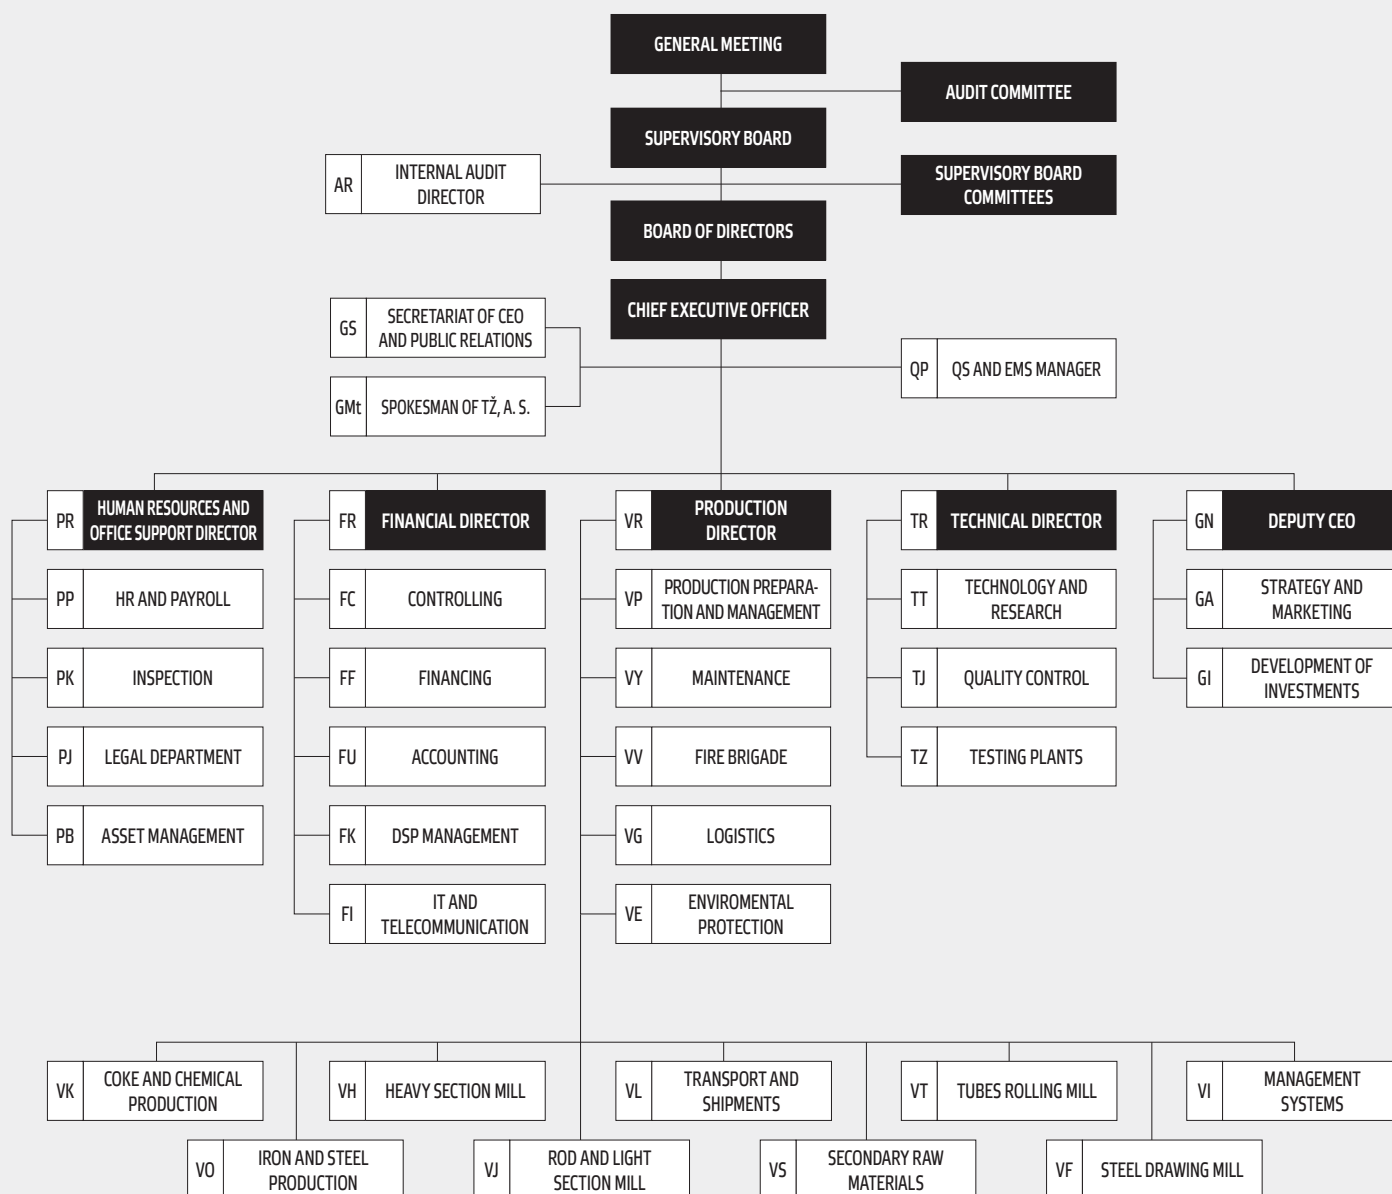 GENERAL MEETING
AUDIT COMMITTEE
SUPERVISORY BOARD
AR
INTERNAL AUDIT
DIRECTOR
SUPERVISORY BOARD
COMMITTEES
BOARD OF DIRECTORS
CHIEF EXECUTIVE OFFICER
GS
SECRETARIAT OF CEO
AND PUBLIC RELATIONS
QP
QS AND EMS MANAGER
GMt
SPOKESMAN OF TŽ, A. S.
PR
HUMAN RESOURCES AND
OFFICE SUPPORT DIRECTOR
FR
FINANCIAL DIRECTOR
VR
PRODUCTION
DIRECTOR
TR
TECHNICAL DIRECTOR
GN
DEPUTY CEO
PP
HR AND PAYROLL
FC
CONTROLLING
VP
PRODUCTION PREPARA-
TION AND MANAGEMENT
TT
TECHNOLOGY AND
RESEARCH
GA
STRATEGY AND
MARKETING
PK
INSPECTION
FF
FINANCING
VY
MAINTENANCE
TJ
QUALITY CONTROL
GI
DEVELOPMENT OF
INVESTMENTS
PJ
LEGAL DEPARTMENT
FU
ACCOUNTING
VV
FIRE BRIGADE
TZ
TESTING PLANTS
PB
ASSET MANAGEMENT
FK
DSP MANAGEMENT
VG
LOGISTICS
FI
IT AND
TELECOMMUNICATION
VE
ENVIROMENTAL
PROTECTION
VK
COKE AND CHEMICAL
PRODUCTION
VH
HEAVY SECTION MILL
VL
TRANSPORT AND
SHIPMENTS
VT
TUBES ROLLING MILL
VI
MANAGEMENT
SYSTEMS
VO
IRON AND STEEL
PRODUCTION
VJ
ROD AND LIGHT
SECTION MILL
VS
SECONDARY RAW
MATERIALS
VF
STEEL DRAWING MILL